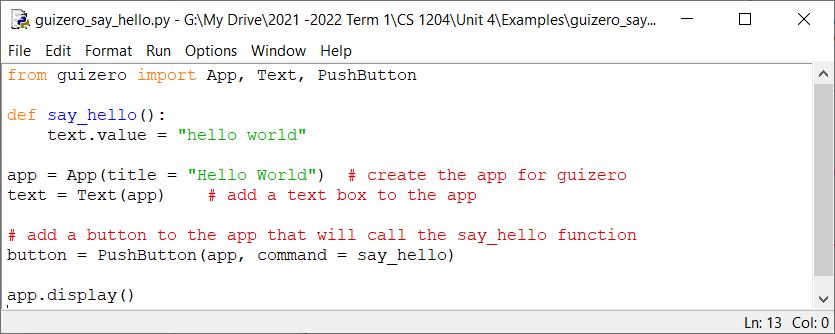 guizero_say_hello.py - G:\My Drive\2021 -2022 Term 1\CS 1204\Unit 4\Examples\guizero_say...
File Edit Format Run Options Window Help
from guizero import App, Text, PushButton
def say_hello():
    text.value = "hello world"
app = App(title = "Hello World")  # create the app for guizero
text = Text(app)    # add a text box to the app
# add a button to the app that will call the say_hello function
button = PushButton(app, command = say_hello)
app.display()
Ln: 13 Col: 0